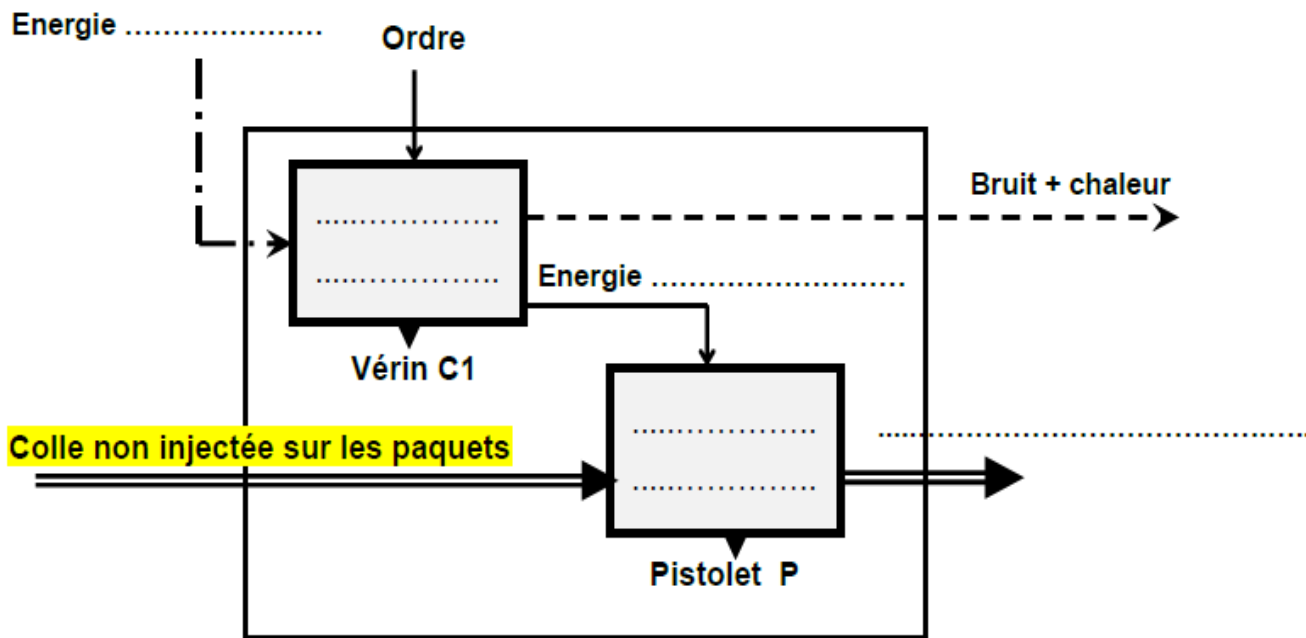 Energie .....................
Ordre
Bruit + chaleur
...................
...................
Energie ...........................
Vérin C1
Colle non injectée sur les paquets
...................
...................
.............................................
Pistolet P